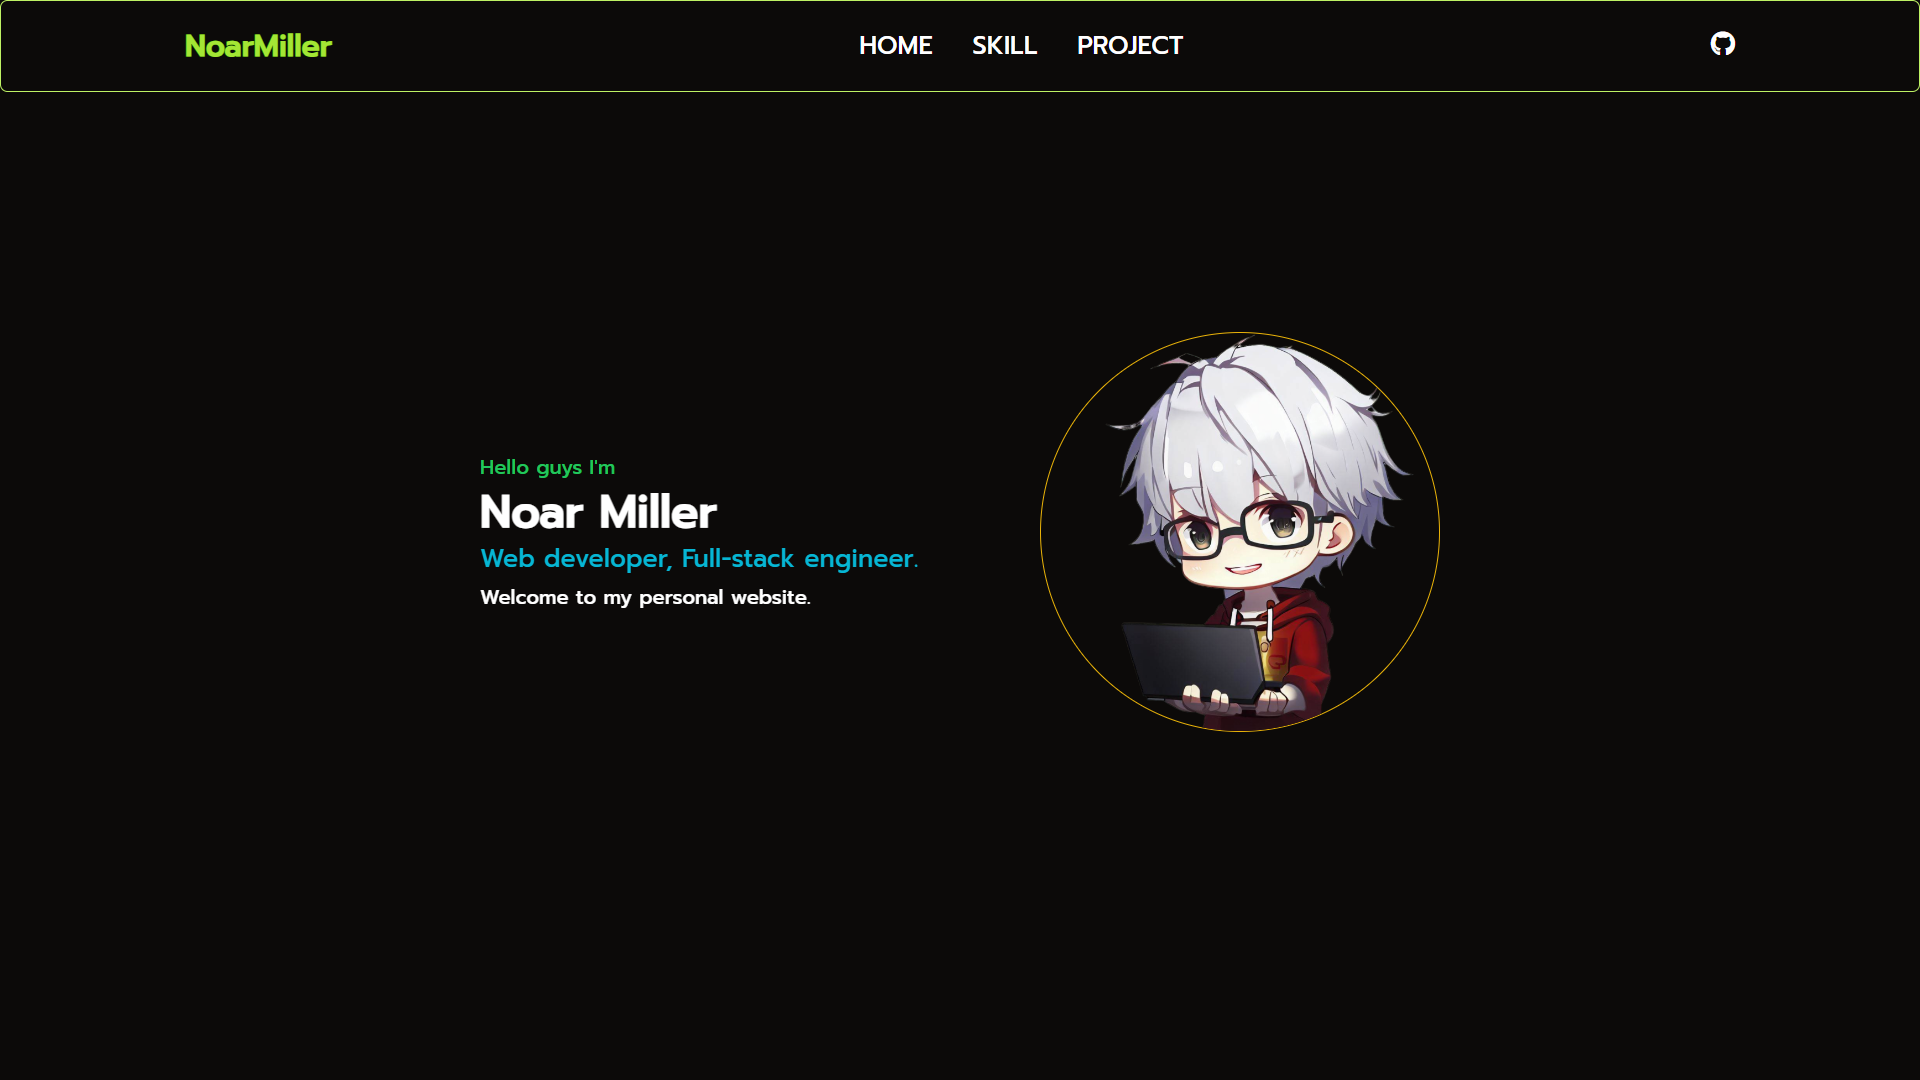 NoarMiller
HOME SKILL PROJECT
Hello guys I'm
Noar Miller
Web developer, Full-stack engineer.
Welcome to my personal website.